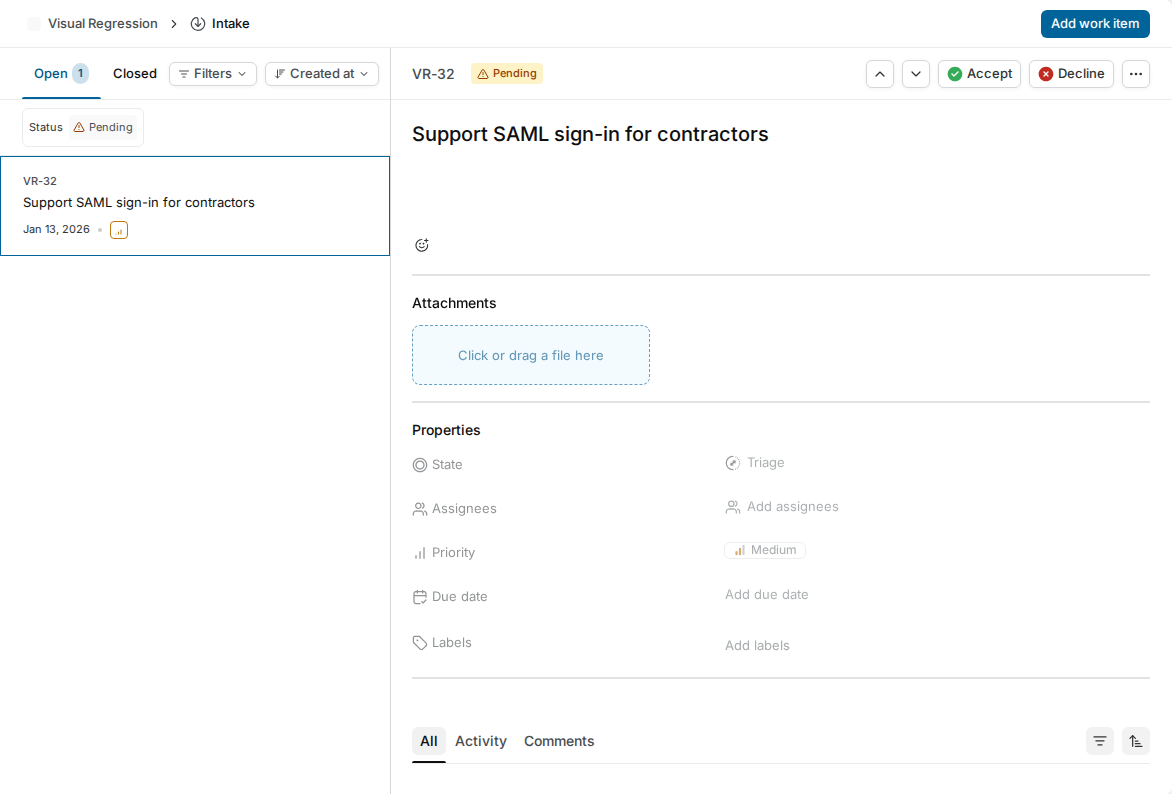 Visual Regression > Intake
Add work item
Open 1 Closed Filters Created at
VR-32 Pending
Accept Decline
Status Pending
VR-32
Support SAML sign-in for contractors
Jan 13, 2026
Support SAML sign-in for contractors
Attachments
Click or drag a file here
Properties
State Triage
Assignees Add assignees
Priority Medium
Due date Add due date
Labels Add labels
All Activity Comments